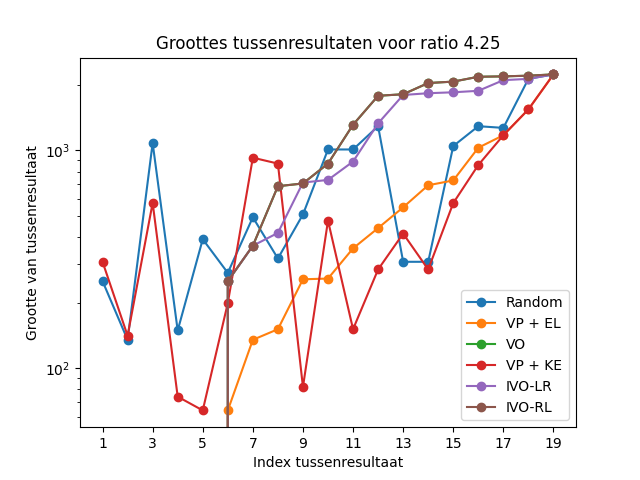 Groottes tussenresultaten voor ratio 4.25
Grootte van tussenresultaat
10³
10²
1 3 5 7 9 11 13 15 17 19
Index tussenresultaat
Random
VP + EL
VO
VP + KE
IVO-LR
IVO-RL